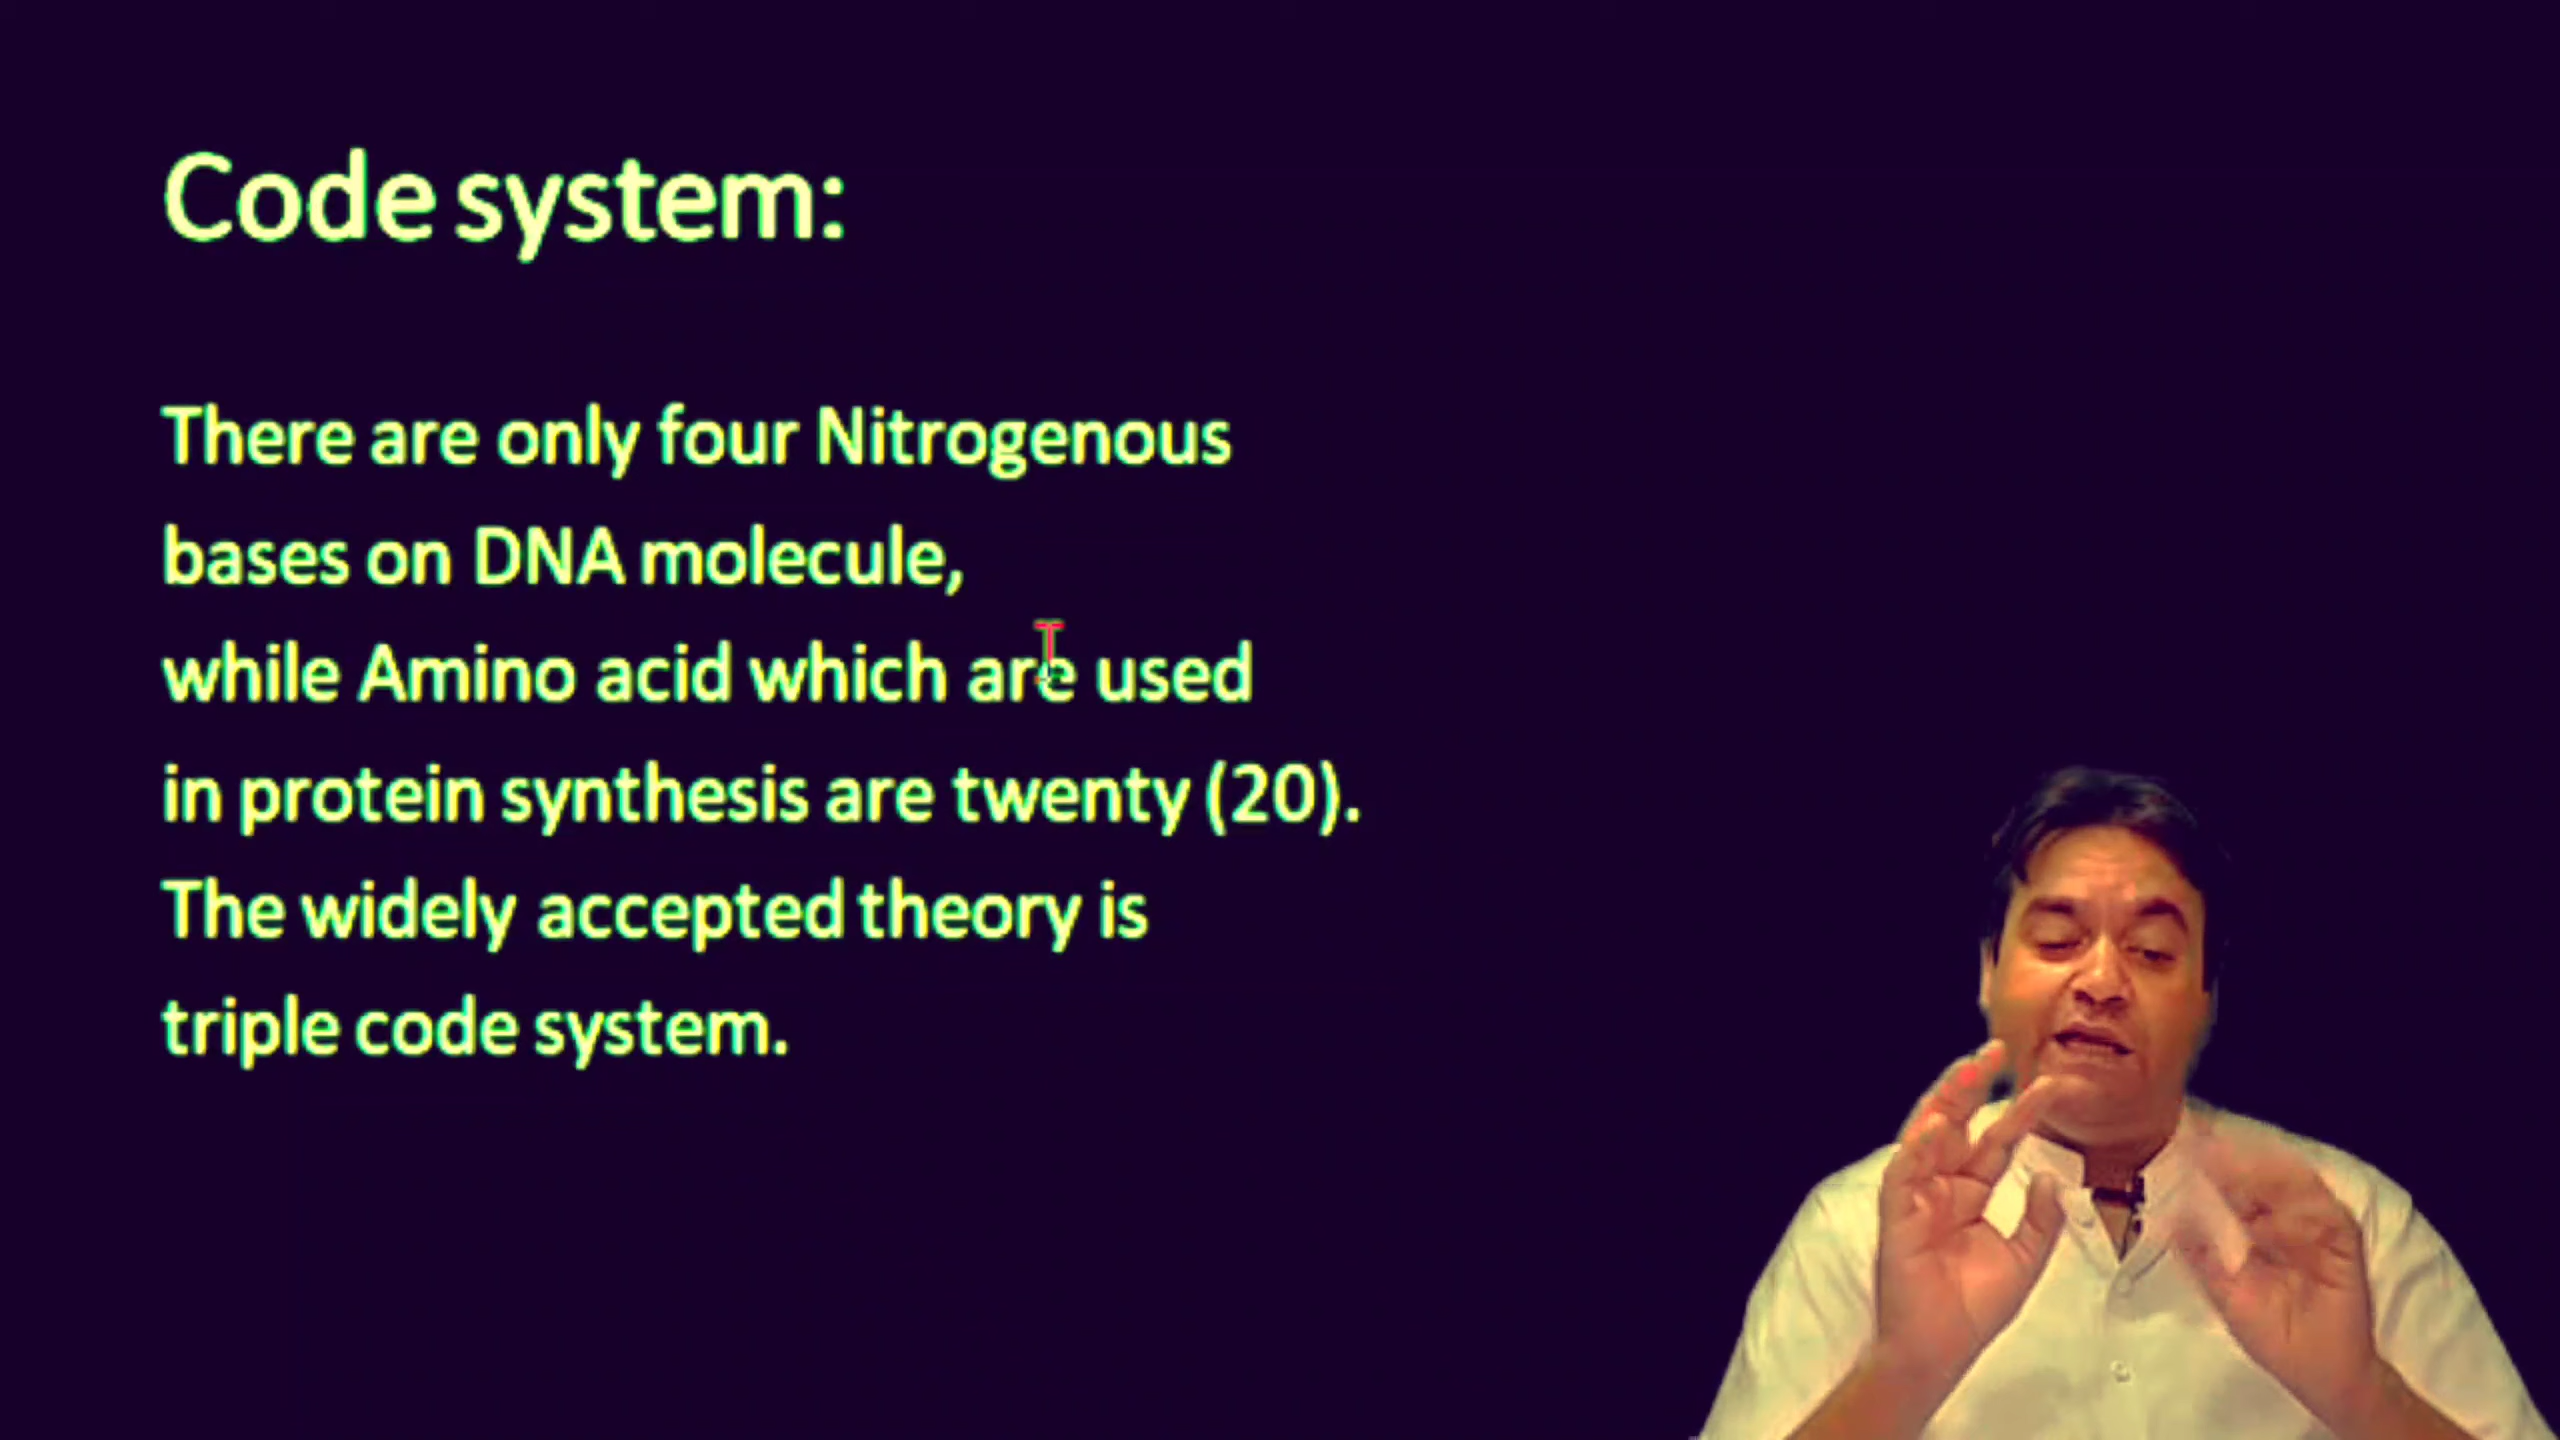 Code system:
There are only four Nitrogenous
bases on DNA molecule,
while Amino acid which are used
in protein synthesis are twenty (20).
The widely accepted theory is
triple code system.